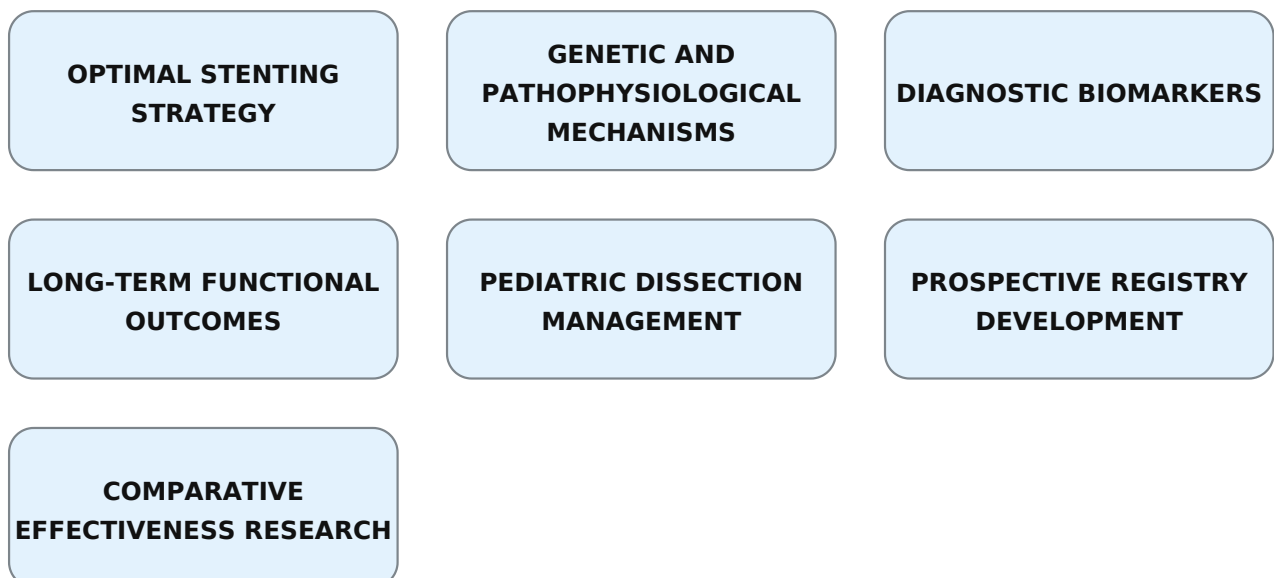 OPTIMAL STENTING
STRATEGY
GENETIC AND
PATHOPHYSIOLOGICAL
MECHANISMS
DIAGNOSTIC BIOMARKERS
LONG-TERM FUNCTIONAL
OUTCOMES
PEDIATRIC DISSECTION
MANAGEMENT
PROSPECTIVE REGISTRY
DEVELOPMENT
COMPARATIVE
EFFECTIVENESS RESEARCH